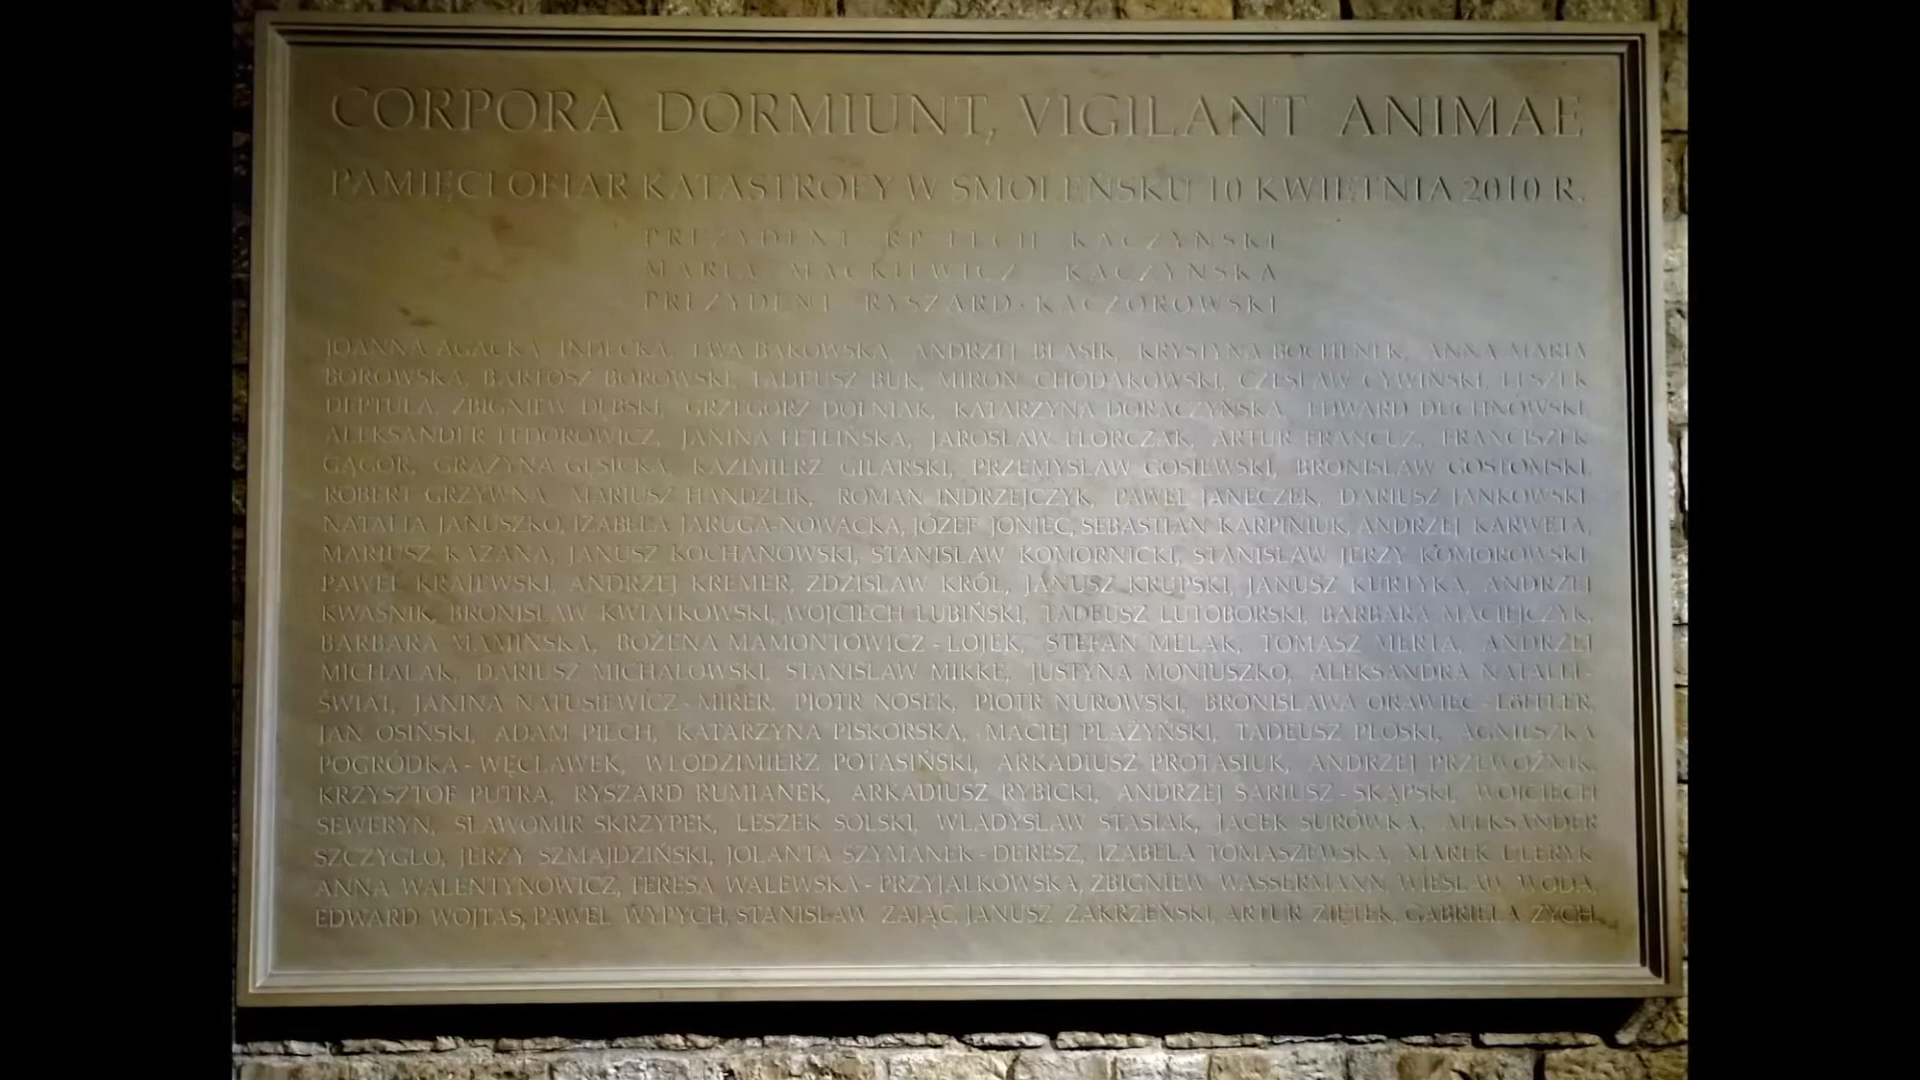 CORPORA DORMIUNT, VIGILANT ANIMAE
PAMIĘCI OFIAR KATASTROFY W SMOLEŃSKU 10 KWIETNIA 2010 R.
PREZYDENT RP LECH KACZYŃSKI
MARIA MACKIEWICZ KACZYŃSKA
PREZYDENT RYSZARD KACZOROWSKI
JOANNA AGACKA INDECKA, EWA BĄKOWSKA, ANDRZEJ BŁASIK, KRYSTYNA BOCHENEK, ANNA MARIA
BOROWSKA, BARTOSZ BOROWSKI, TADEUSZ BUK, MIRON CHODAKOWSKI, CZESŁAW CYWIŃSKI, LESZEK
DEPTUŁA, ZBIGNIEW DĘBSKI, GRZEGORZ DOLNIAK, KATARZYNA DORACZYŃSKA, EDWARD DUCHNOWSKI,
ALEKSANDER FEDOROWICZ, JANINA FETLIŃSKA, JAROSŁAW FLORCZAK, ARTUR FRANCUZ, FRANCISZEK
GĄGOR, GRAŻYNA GĘSICKA, KAZIMIERZ GILARSKI, PRZEMYSŁAW GOSIEWSKI, BRONISŁAW GOSTOMSKI,
ROBERT GRZYWNA, MARIUSZ HANDZLIK, ROMAN INDRZEJCZYK, PAWEŁ JANECZEK, DARIUSZ JANKOWSKI
NATALIA JANUSZKO, IZABELA JARUGA-NOWACKA, JÓZEF JONIEC, SEBASTIAN KARPINIUK, ANDRZEJ KARWETA,
MARIUSZ KAZANA, JANUSZ KOCHANOWSKI, STANISŁAW KOMORNICKI, STANISŁAW JERZY KOMOROWSKI
PAWEŁ KRAJEWSKI, ANDRZEJ KREMER, ZDZISŁAW KRÓL, JANUSZ KRUPSKI, JANUSZ KURTYKA, ANDRZEJ
KWAŚNIK, BRONISŁAW KWIATKOWSKI, WOJCIECH LUBIŃSKI, TADEUSZ LUTOBORSKI, BARBARA MACIEJCZYK,
BARBARA MAMIŃSKA, BOŻENA MAMONTOWICZ - ŁOJEK, STEFAN MELAK, TOMASZ MERTA, ANDRZEJ
MICHALAK, DARIUSZ MICHAŁOWSKI, STANISŁAW MIKKE, JUSTYNA MONIUSZKO, ALEKSANDRA NATALLI-
ŚWIAT, JANINA NATUSIEWICZ - MIRER, PIOTR NOSEK, PIOTR NUROWSKI, BRONISŁAWA ORAWIEC - LÖFFLER,
JAN OSIŃSKI, ADAM PILCH, KATARZYNA PISKORSKA, MACIEJ PŁAŻYŃSKI, TADEUSZ PŁOSKI, AGNIESZKA
POGRÓDKA - WĘCŁAWEK, WŁODZIMIERZ POTASIŃSKI, ARKADIUSZ PROTASIUK, ANDRZEJ PRZEWOŹNIK,
KRZYSZTOF PUTRA, RYSZARD RUMIANEK, ARKADIUSZ RYBICKI, ANDRZEJ SARIUSZ - SKĄPSKI, WOJCIECH
SEWERYN, SŁAWOMIR SKRZYPEK, LESZEK SOLSKI, WŁADYSŁAW STASIAK, JACEK SURÓWKA, ALEKSANDER
SZCZYGŁO, JERZY SZMAJDZIŃSKI, JOLANTA SZYMANEK - DERESZ, IZABELA TOMASZEWSKA, MAREK ULERYK
ANNA WALENTYNOWICZ, TERESA WALEWSKA - PRZYJAŁKOWSKA, ZBIGNIEW WASSERMANN, WIESŁAW WODA,
EDWARD WOJTAS, PAWEŁ WYPYCH, STANISŁAW ZAJĄC, JANUSZ ZAKRZEŃSKI, ARTUR ZIĘTEK, GABRIELA ZYCH